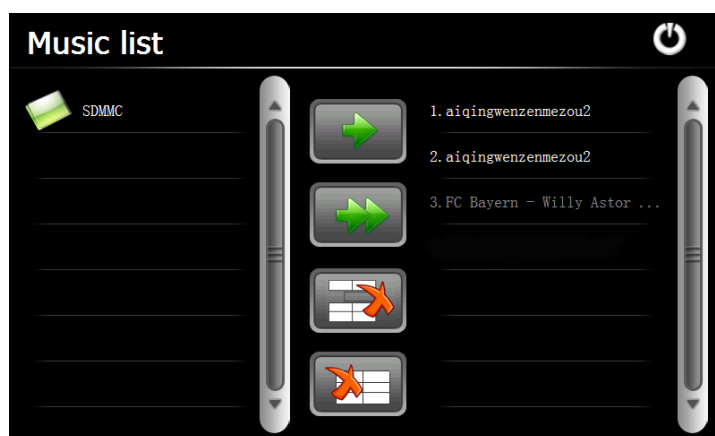 Music list
SDMMC
1.aiqingwenzenmezou2
2.aiqingwenzenmezou2
3.FC Bayern - Willy Astor ...